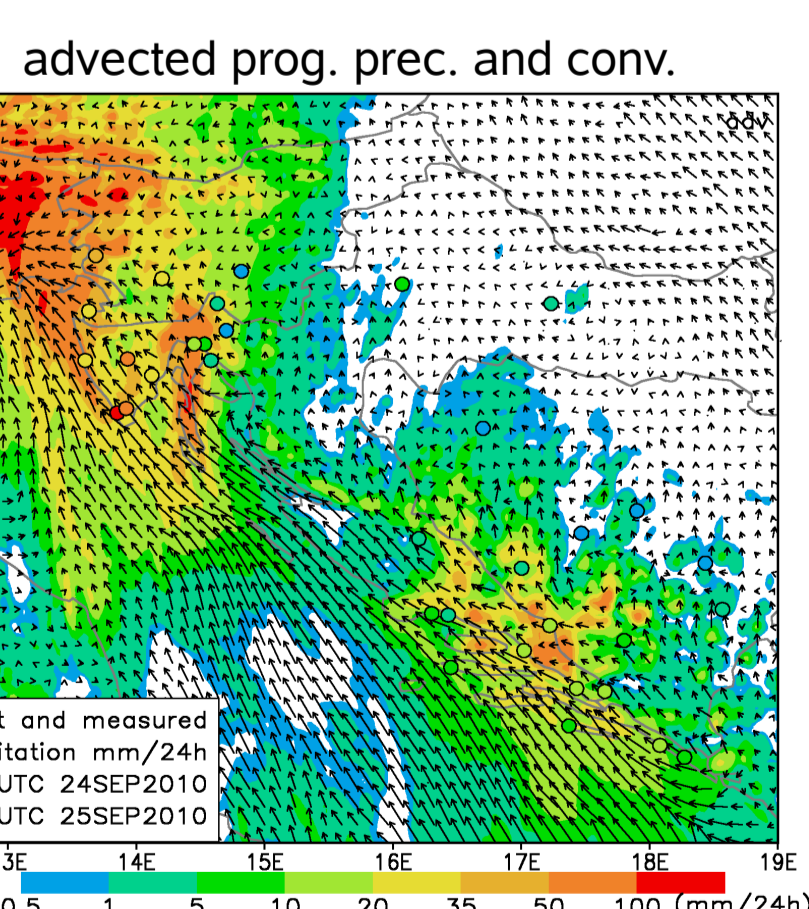 advected prog. prec. and conv.
adv
t and measured
itation mm/24h
UTC 24SEP2010
UTC 25SEP2010
3E 14E 15E 16E 17E 18E 19E
0.5 1 5 10 20 35 50 100 (mm/24h)